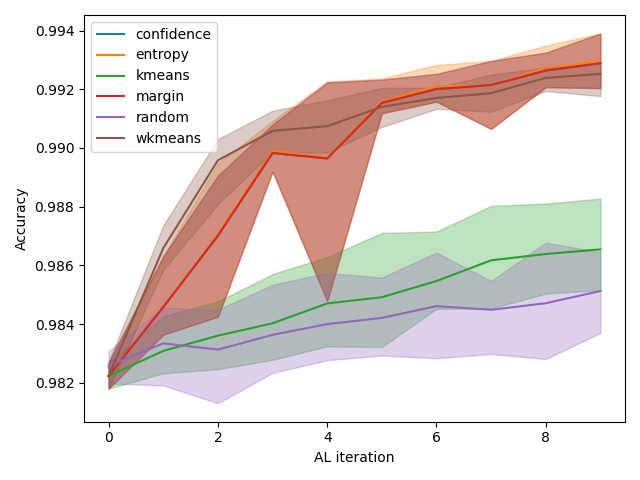 0.994
0.992
0.990
0.988
0.986
0.984
0.982
Accuracy
confidence
entropy
kmeans
margin
random
wkmeans
0 2 4 6 8
AL iteration